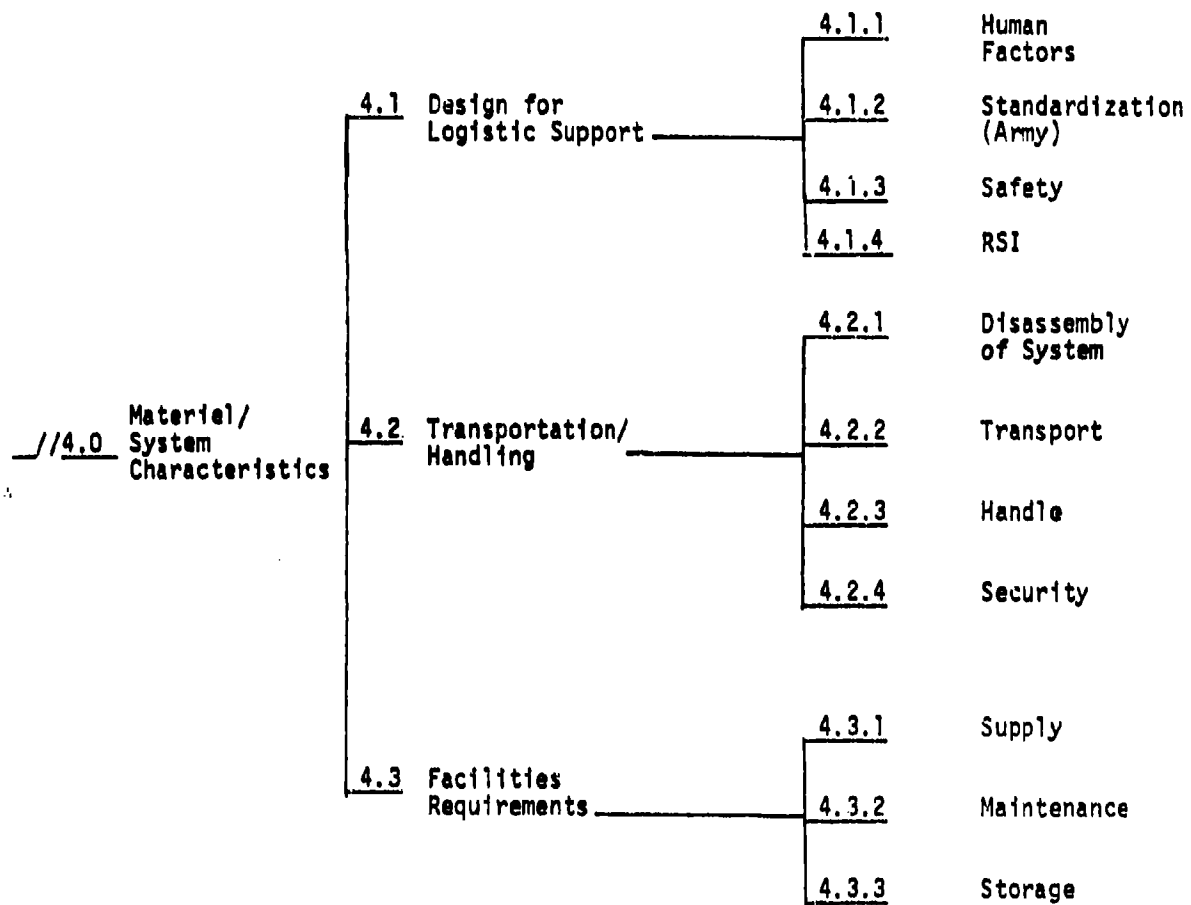 4.1.1 Human
Factors
4.1 Design for
Logistic Support
4.1.2 Standardization
(Army)
4.1.3 Safety
4.1.4 RSI
4.2.1 Disassembly
of System
//4.0 Materiel/
System
Characteristics
4.2 Transportation/
Handling
4.2.2 Transport
4.2.3 Handle
4.2.4 Security
4.3.1 Supply
4.3 Facilities
Requirements
4.3.2 Maintenance
4.3.3 Storage